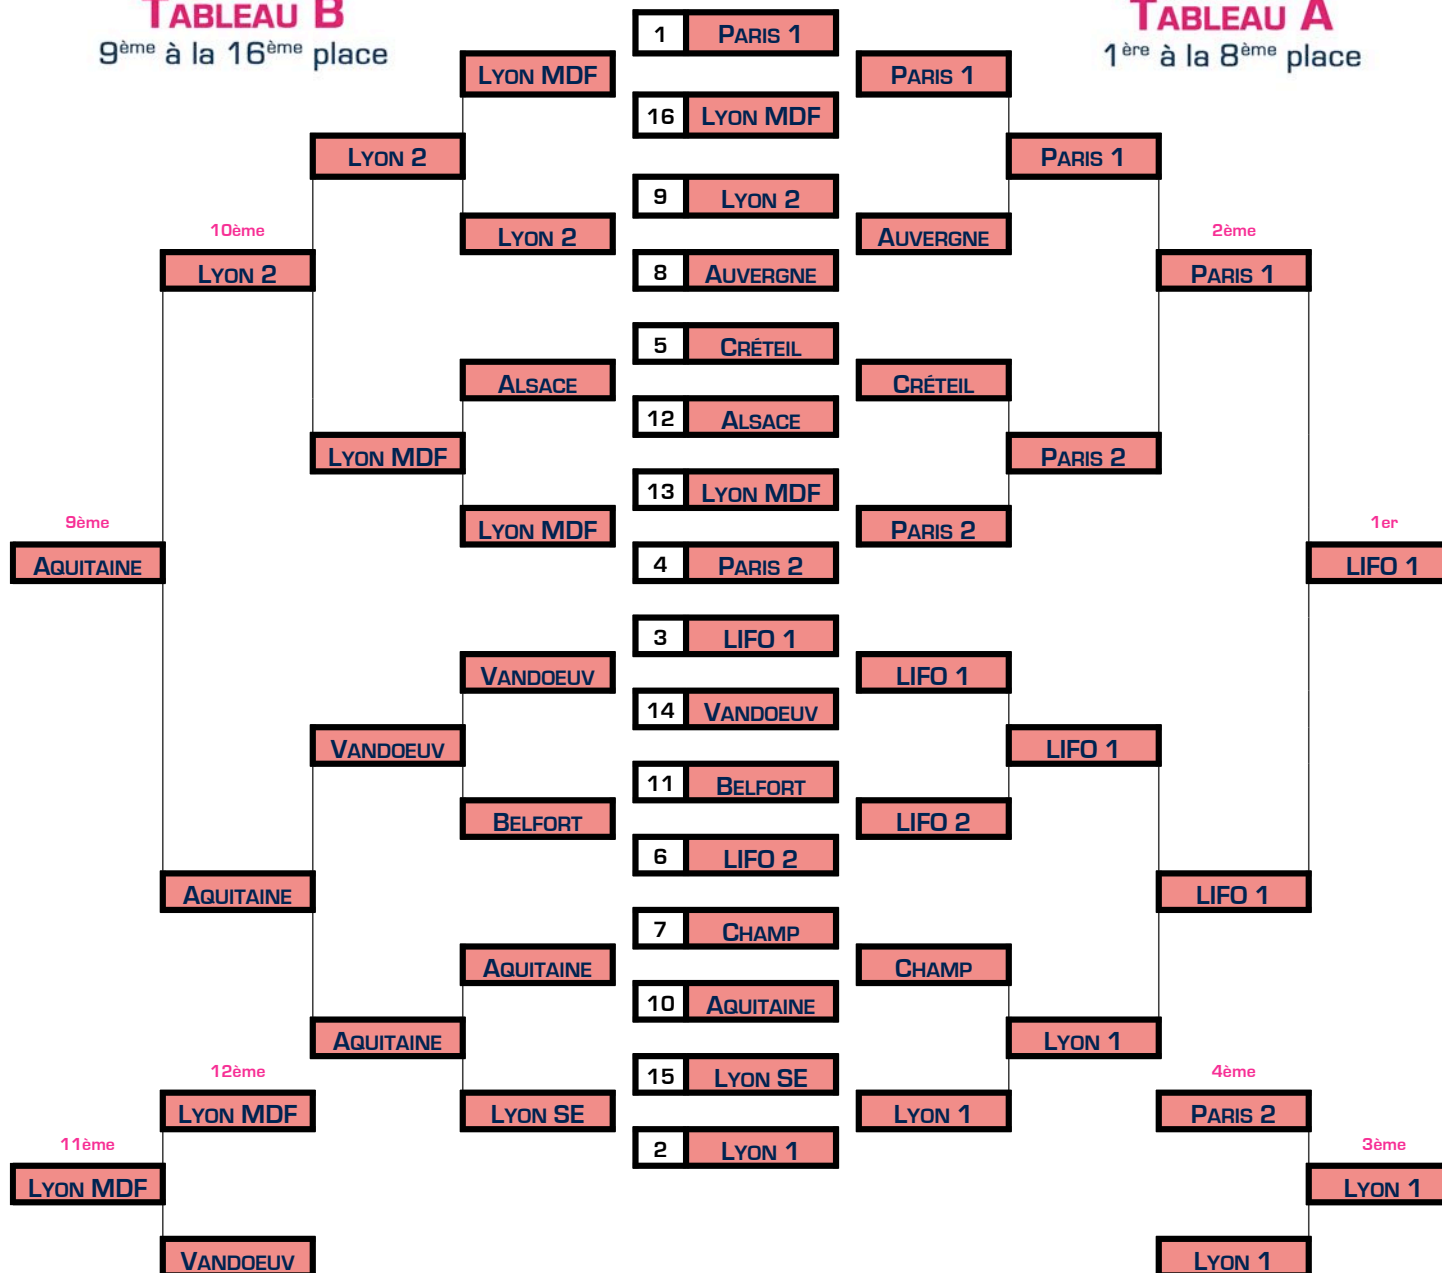 TABLEAU B
9ème à la 16ème place
TABLEAU A
1ère à la 8ème place
1 PARIS 1
LYON MDF
PARIS 1
16 LYON MDF
LYON 2
PARIS 1
9 LYON 2
10ème
LYON 2
AUVERGNE
2ème
LYON 2
8 AUVERGNE
PARIS 1
5 CRÉTEIL
ALSACE
CRÉTEIL
12 ALSACE
LYON MDF
PARIS 2
13 LYON MDF
9ème
LYON MDF
PARIS 2
1er
AQUITAINE
4 PARIS 2
LIFO 1
3 LIFO 1
VANDOEUV
LIFO 1
14 VANDOEUV
VANDOEUV
LIFO 1
11 BELFORT
BELFORT
LIFO 2
6 LIFO 2
AQUITAINE
LIFO 1
7 CHAMP
AQUITAINE
CHAMP
10 AQUITAINE
AQUITAINE
LYON 1
12ème
15 LYON SE
4ème
LYON MDF
LYON SE
LYON 1
PARIS 2
11ème
2 LYON 1
3ème
LYON MDF
LYON 1
VANDOEUV
LYON 1